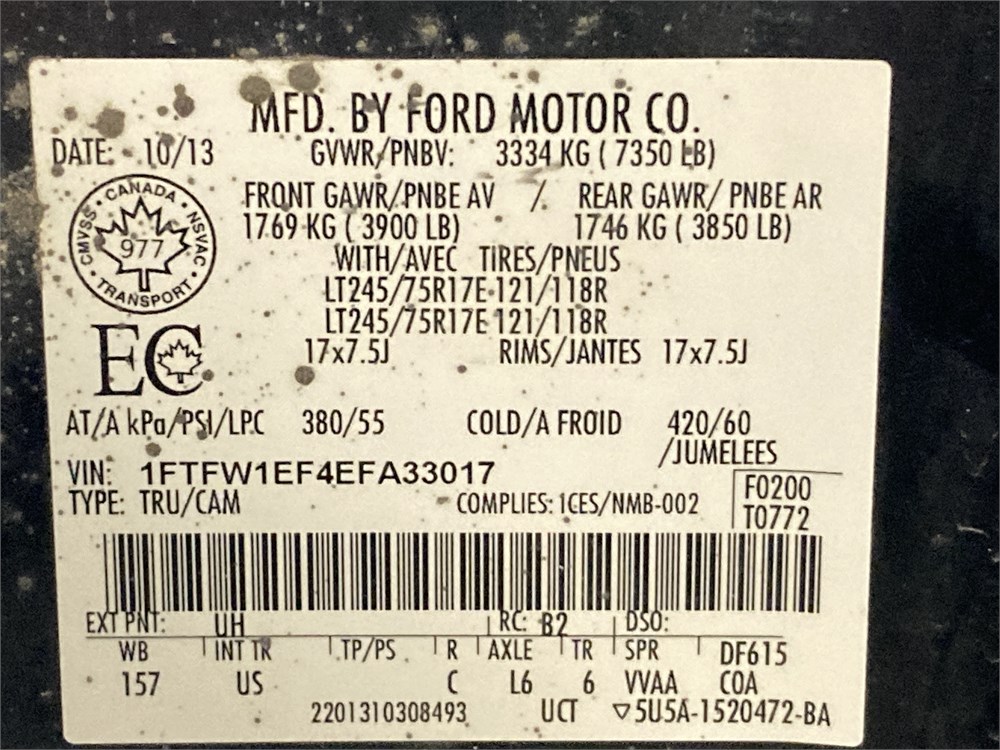 MFD. BY FORD MOTOR CO.
DATE: 10/13 GVWR/PNBV: 3334 KG ( 7350 LB)
FRONT GAWR/PNBE AV / REAR GAWR/ PNBE AR
1769 KG ( 3900 LB) 1746 KG ( 3850 LB)
CANADA
CMVSS 977 NSVAC
TRANSPORT
WITH/AVEC TIRES/PNEUS
LT245/75R17E 121/118R
LT245/75R17E 121/118R
EC
17x7.5J RIMS/JANTES 17x7.5J
AT/A kPa/PSI/LPC 380/55 COLD/A FROID 420/60
/JUMELEES
VIN: 1FTFW1EF4EFA33017
TYPE: TRU/CAM COMPLIES: 1CES/NMB-002
F0200
T0772
EXT PNT: UH RC: B2 DSO:
WB INT TR TP/PS R AXLE TR SPR DF615
157 US C L6 6 VVAA COA
2201310308493 UCT ▽5U5A-1520472-BA